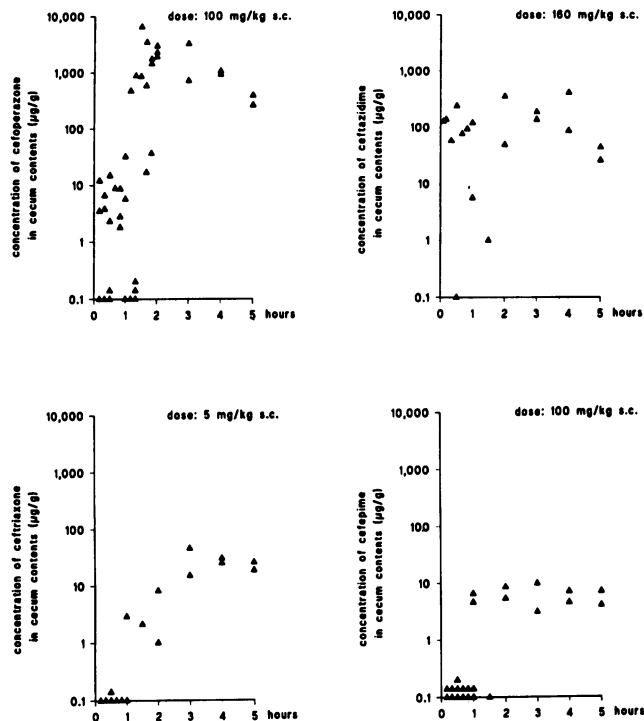 dose: 100 mg/kg s.c.
concentration of cefoperazone
in cecum contents (µg/g)
10,000
1,000
100
10
1
0.1
0 1 2 3 4 5 hours
dose: 160 mg/kg s.c.
concentration of ceftazidime
in cecum contents (µg/g)
10,000
1,000
100
10
1
0.1
0 1 2 3 4 5 hours
dose: 5 mg/kg s.c.
concentration of ceftriaxone
in cecum contents (µg/g)
10,000
1,000
100
10
1
0.1
0 1 2 3 4 5 hours
dose: 100 mg/kg s.c.
concentration of cefepime
in cecum contents (µg/g)
10,000
1,000
100
10
1
0.1
0 1 2 3 4 5 hours